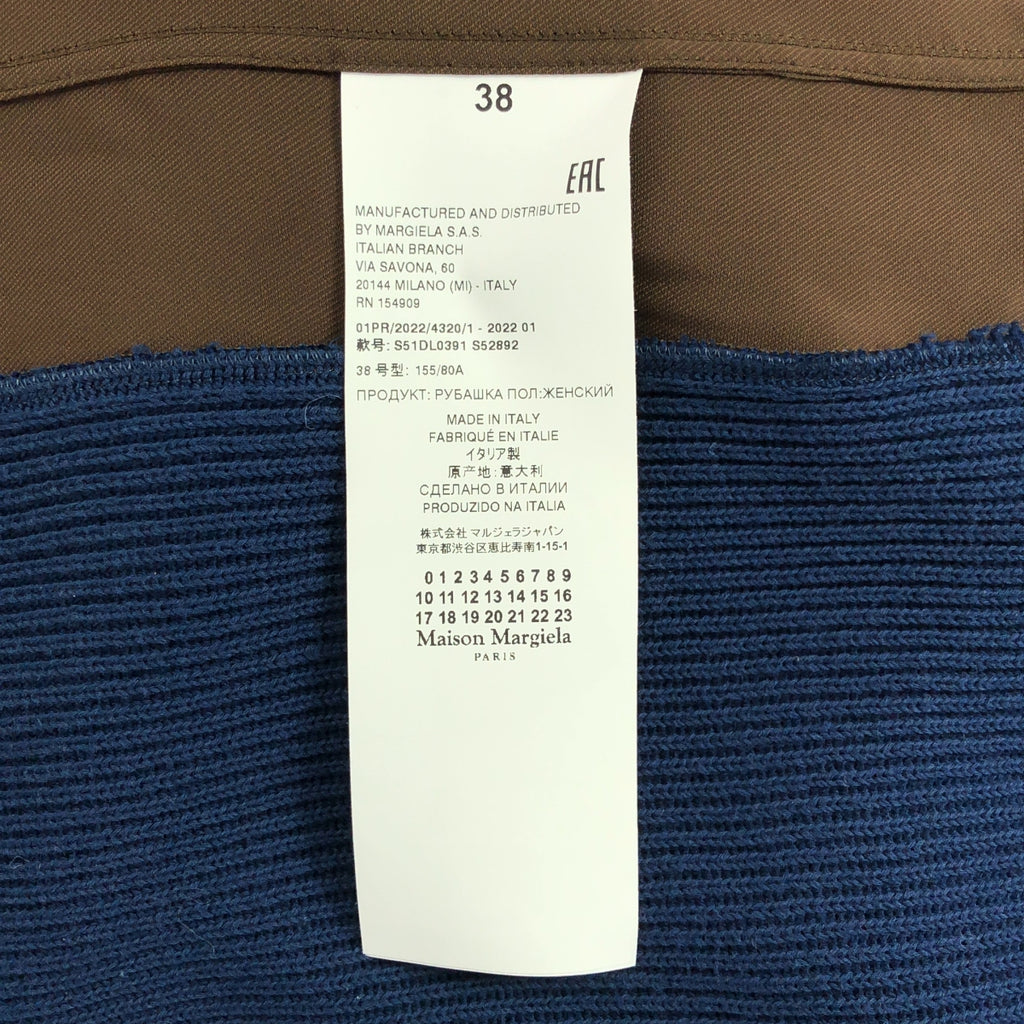 38
EAC
MANUFACTURED AND DISTRIBUTED
BY MARGIELA S.A.S.
ITALIAN BRANCH
VIA SAVONA, 60
20144 MILANO (MI) - ITALY
RN 154909
01PR/2022/4320/1 - 2022 01
款号: S51DL0391 S52892
38 号型: 155/80A
ПРОДУКТ: РУБАШКА ПОЛ:ЖЕНСКИЙ
MADE IN ITALY
FABRIQUÉ EN ITALIE
イタリア製
原产地:意大利
СДЕЛАНО В ИТАЛИИ
PRODUZIDO NA ITALIA
株式会社 マルジェラジャパン
東京都渋谷区恵比寿南1-15-1
0 1 2 3 4 5 6 7 8 9
10 11 12 13 14 15 16
17 18 19 20 21 22 23
Maison Margiela
PARIS